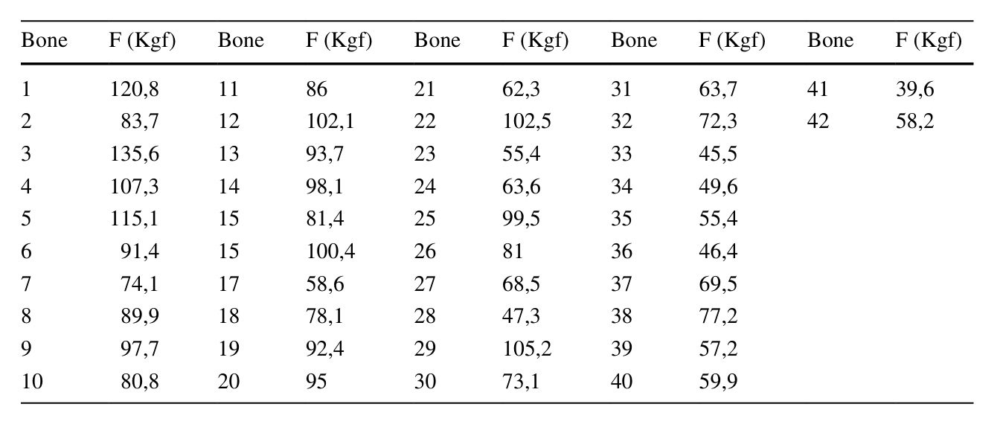 Bone F (Kgf) Bone F (Kgf) Bone F (Kgf) Bone F (Kgf) Bone F (Kgf)
1 120,8 11 86 21 62,3 31 63,7 41 39,6
2 83,7 12 102,1 22 102,5 32 72,3 42 58,2
3 135,6 13 93,7 23 55,4 33 45,5
4 107,3 14 98,1 24 63,6 34 49,6
5 115,1 15 81,4 25 99,5 35 55,4
6 91,4 15 100,4 26 81 36 46,4
7 74,1 17 58,6 27 68,5 37 69,5
8 89,9 18 78,1 28 47,3 38 77,2
9 97,7 19 92,4 29 105,2 39 57,2
10 80,8 20 95 30 73,1 40 59,9